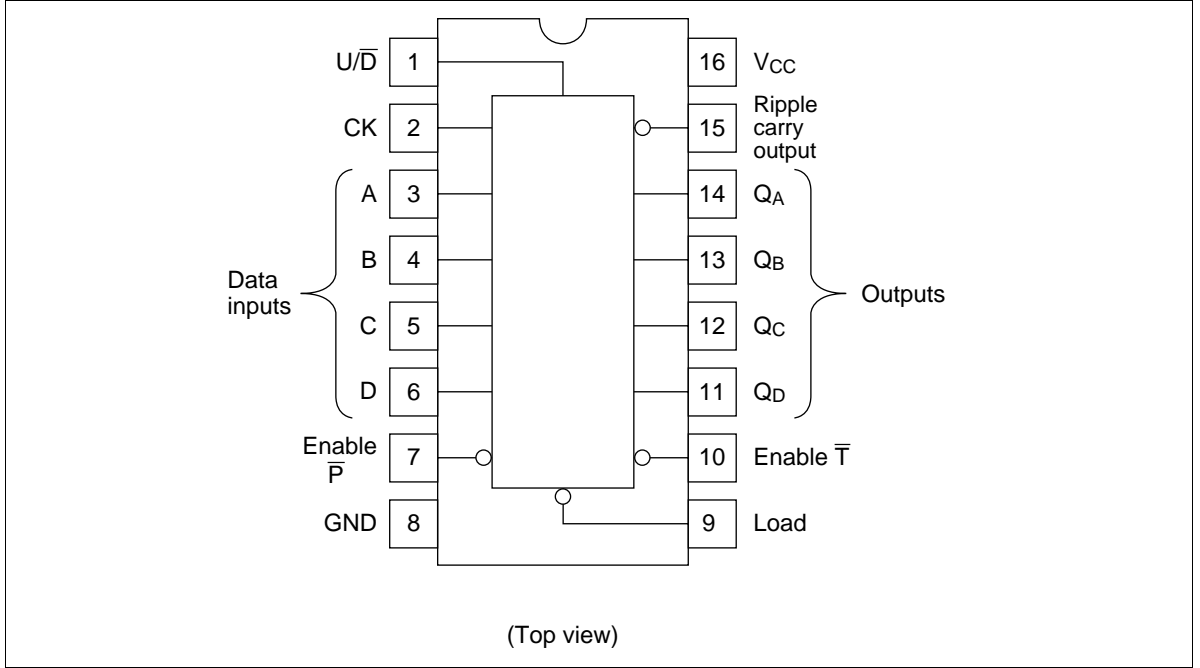 U/D̅ 1
16 VCC
CK 2
15 Ripple
carry
output
A 3
14 QA
B 4
13 QB
Data
inputs
Outputs
C 5
12 QC
D 6
11 QD
Enable
P̅ 7
10 Enable T̅
GND 8
9 Load
(Top view)